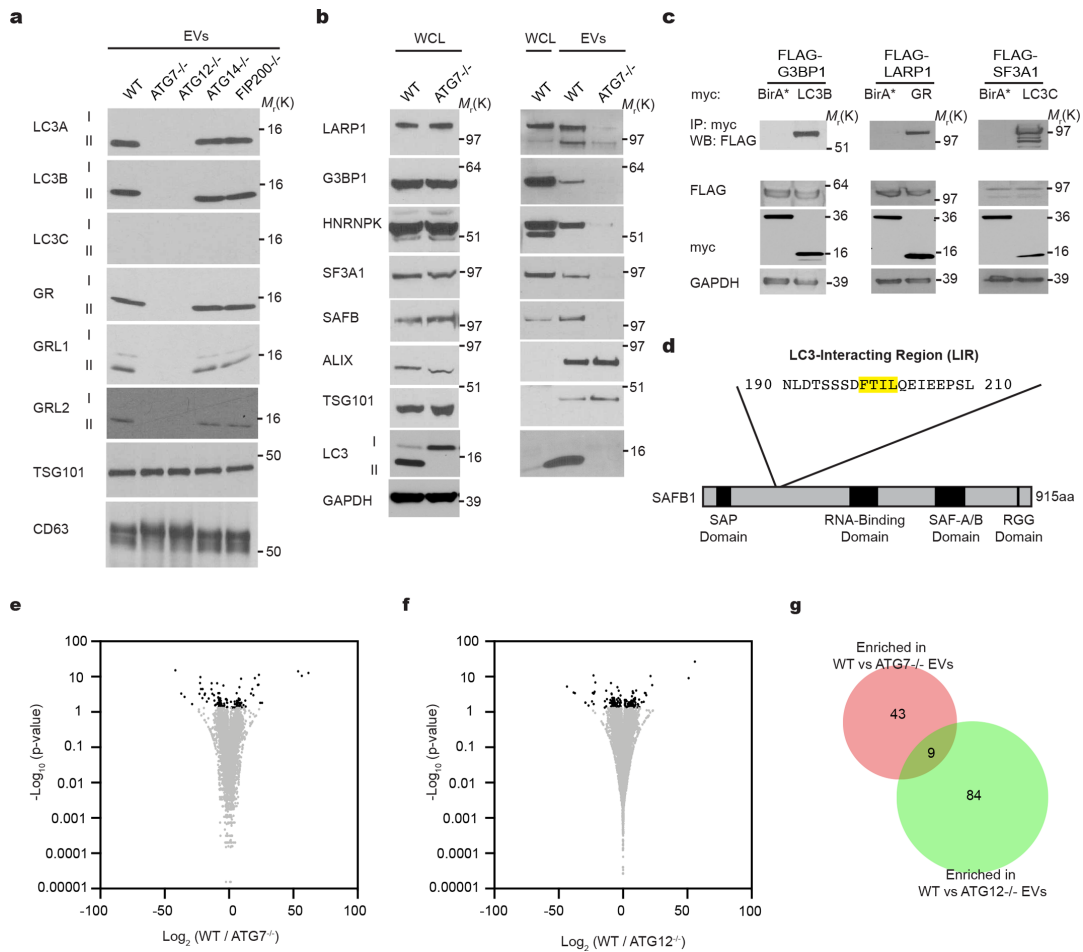 a
EVs
WT
ATG7-/-
ATG12-/-
ATG14-/-
FIP200-/-
Mr(K)
LC3A
I
II
16
LC3B
I
II
16
LC3C
I
II
16
GR
I
II
16
GRL1
I
II
16
GRL2
I
II
16
TSG101
50
CD63
50
b
WCL
WCL
EVs
WT
ATG7-/-
Mr(K)
WT
WT
ATG7-/-
Mr(K)
LARP1
97
97
G3BP1
64
64
HNRNPK
51
51
SF3A1
97
97
SAFB
97
97
ALIX
97
TSG101
51
51
LC3
I
II
16
16
GAPDH
39
c
FLAG-G3BP1
FLAG-LARP1
FLAG-SF3A1
myc:
BirA* LC3B
BirA* GR
BirA* LC3C
Mr(K)
Mr(K)
Mr(K)
IP: myc
WB: FLAG
51
97
97
FLAG
64
97
97
myc
36
16
36
16
36
16
GAPDH
39
39
39
d
LC3-Interacting Region (LIR)
190 NLDTSSSDFTILQEIEEPSL 210
SAFB1
915aa
SAP Domain
RNA-Binding Domain
SAF-A/B Domain
RGG Domain
e
100
10
1
0.1
0.01
0.001
0.0001
0.00001
-Log10 (p-value)
-100 -50 0 50 100
Log2 (WT / ATG7-/-)
f
100
10
1
0.1
0.01
0.001
0.0001
0.00001
-Log10 (p-value)
-100 -50 0 50 100
Log2 (WT / ATG12-/-)
g
Enriched in
WT vs ATG7-/- EVs
43
9
84
Enriched in
WT vs ATG12-/- EVs